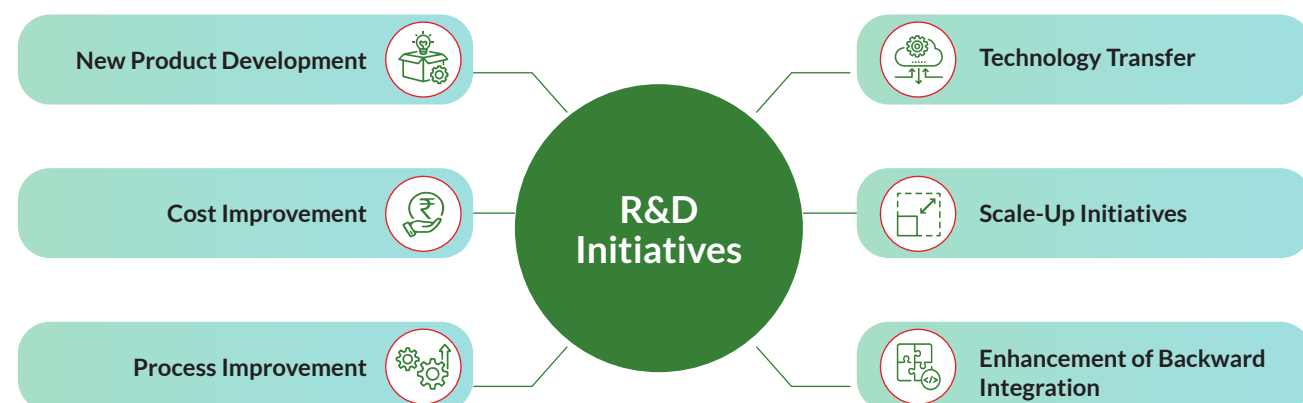 New Product Development
Cost Improvement
₹
Process Improvement
R&D
Initiatives
Technology Transfer
Scale-Up Initiatives
Enhancement of Backward
Integration
</>